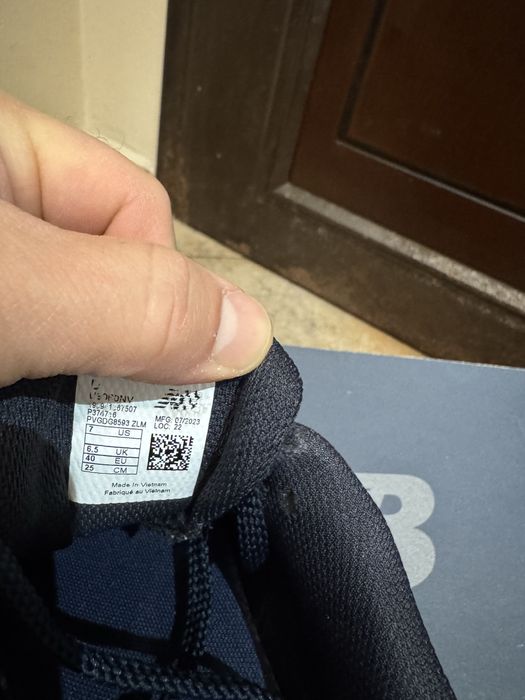 P374716
PVGDG8593 ZLM
MFG: 07/2023
LOC: 22
7 US
6.5 UK
40 EU
25 CM
Made in Vietnam
Fabriqué au Vietnam